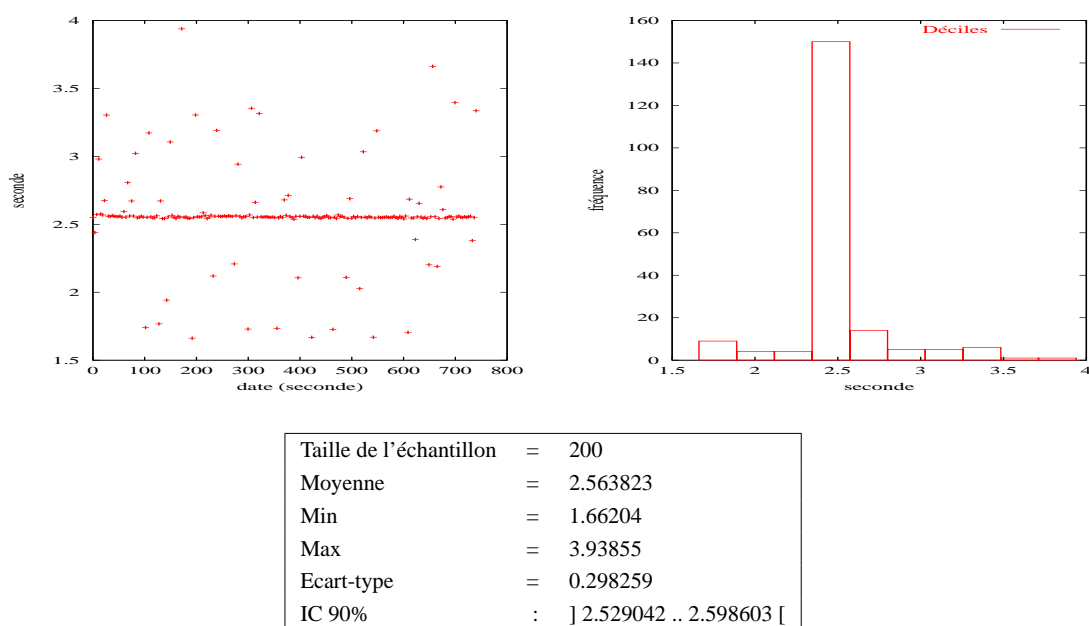 4
3.5
3
2.5
2
1.5
0 100 200 300 400 500 600 700 800
seconde
date (seconde)
160
140
120
100
80
60
40
20
0
1.5 2 2.5 3 3.5 4
fréquence
seconde
Déciles
Taille de l'échantillon = 200
Moyenne = 2.563823
Min = 1.66204
Max = 3.93855
Ecart-type = 0.298259
IC 90% : ] 2.529042 .. 2.598603 [